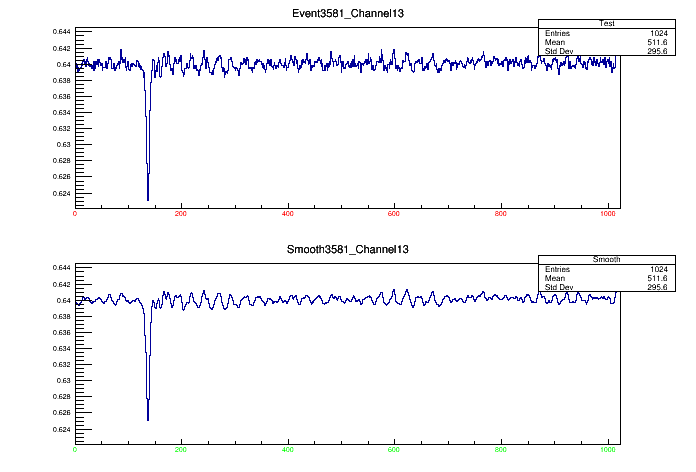 Event3581_Channel13
Test
Entries 1024
Mean 511.6
Std Dev 295.6
0.644
0.642
0.64
0.638
0.636
0.634
0.632
0.63
0.628
0.626
0.624
0 200 400 600 800 1000
Smooth3581_Channel13
Smooth
Entries 1024
Mean 511.6
Std Dev 295.6
0.644
0.642
0.64
0.638
0.636
0.634
0.632
0.63
0.628
0.626
0.624
0 200 400 600 800 1000